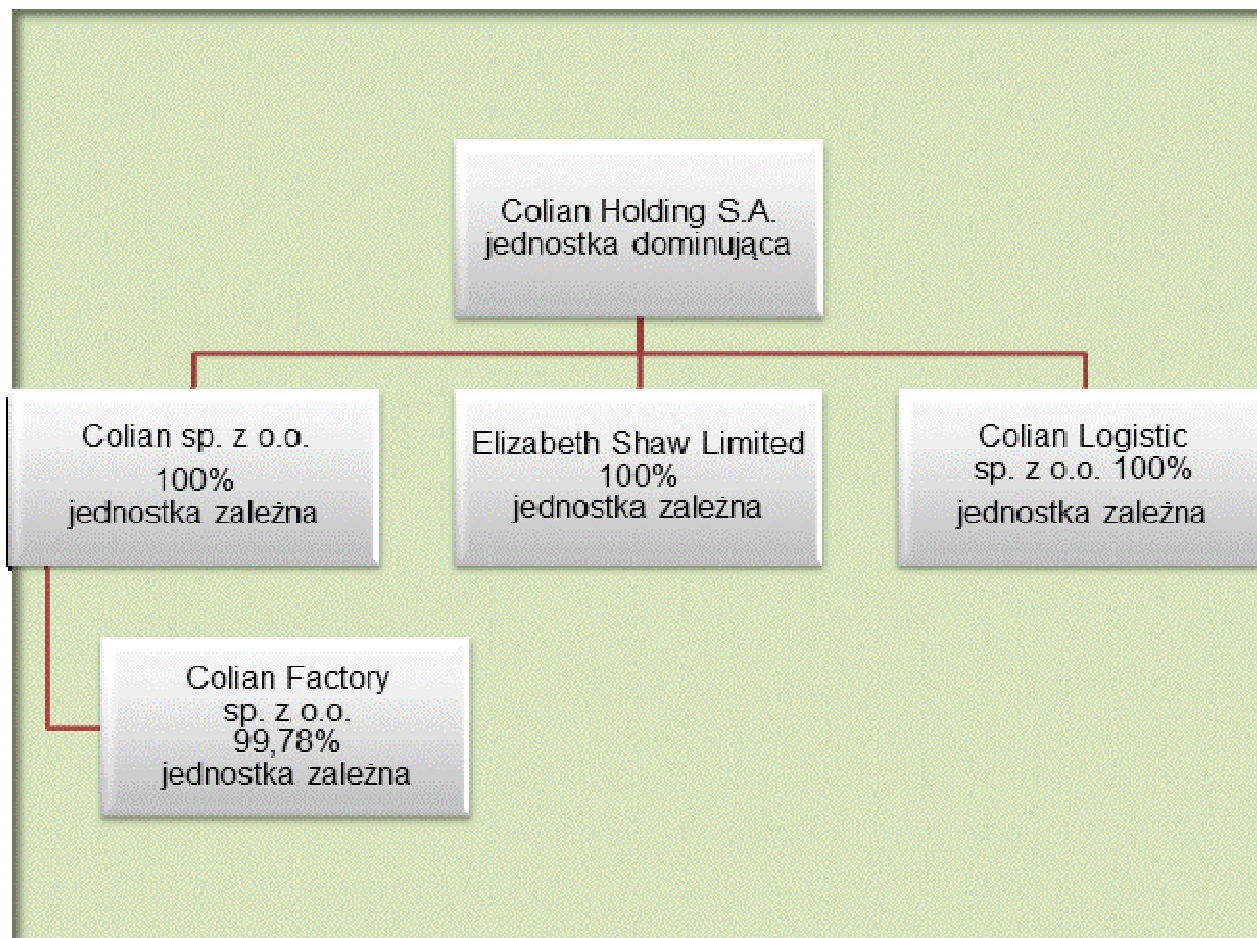 Colian Holding S.A.
jednostka dominująca
Colian sp. z o.o.
100%
jednostka zależna
Elizabeth Shaw Limited
100%
jednostka zależna
Colian Logistic
sp. z o.o. 100%
jednostka zależna
Colian Factory
sp. z o.o.
99,78%
jednostka zależna